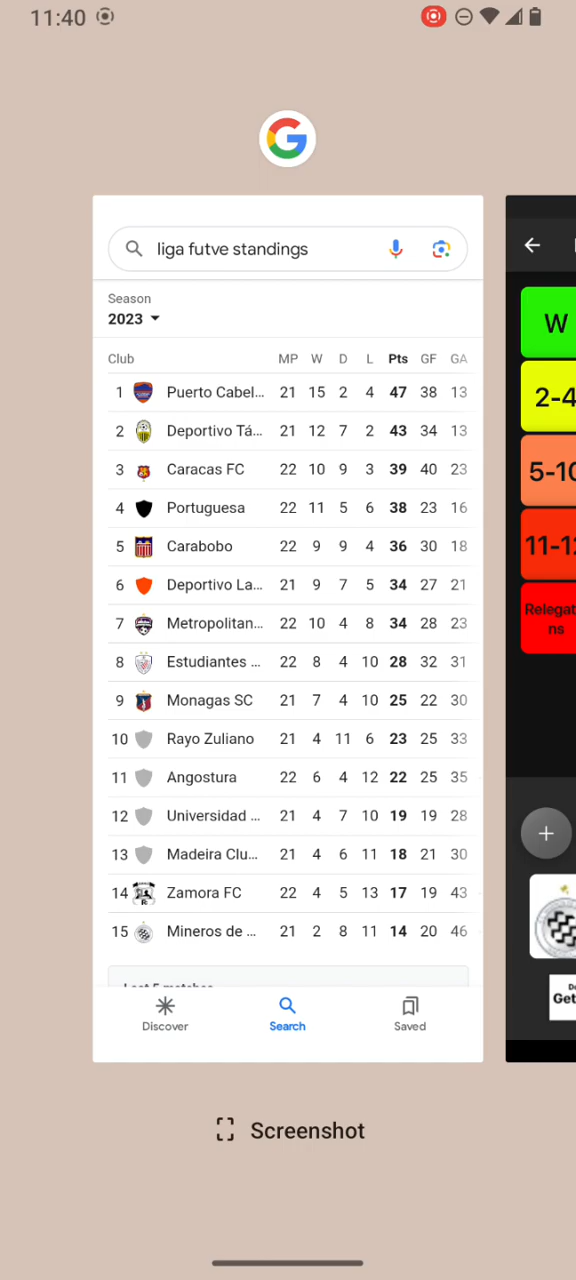 11:40
liga futve standings
Season
2023
Club MP W D L Pts GF GA
1 Puerto Cabel... 21 15 2 4 47 38 13
2 Deportivo Tá... 21 12 7 2 43 34 13
3 Caracas FC 22 10 9 3 39 40 23
4 Portuguesa 22 11 5 6 38 23 16
5 Carabobo 22 9 9 4 36 30 18
6 Deportivo La... 21 9 7 5 34 27 21
7 Metropolitan... 22 10 4 8 34 28 23
8 Estudiantes ... 22 8 4 10 28 32 31
9 Monagas SC 21 7 4 10 25 22 30
10 Rayo Zuliano 21 4 11 6 23 25 33
11 Angostura 22 6 4 12 22 25 35
12 Universidad ... 21 4 7 10 19 19 28
13 Madeira Clu... 21 4 6 11 18 21 30
14 Zamora FC 22 4 5 13 17 19 43
15 Mineros de ... 21 2 8 11 14 20 46
Last 5 matches
Discover
Search
Saved
W
2-4
5-10
11-12
Relegat
ns
Get
Screenshot